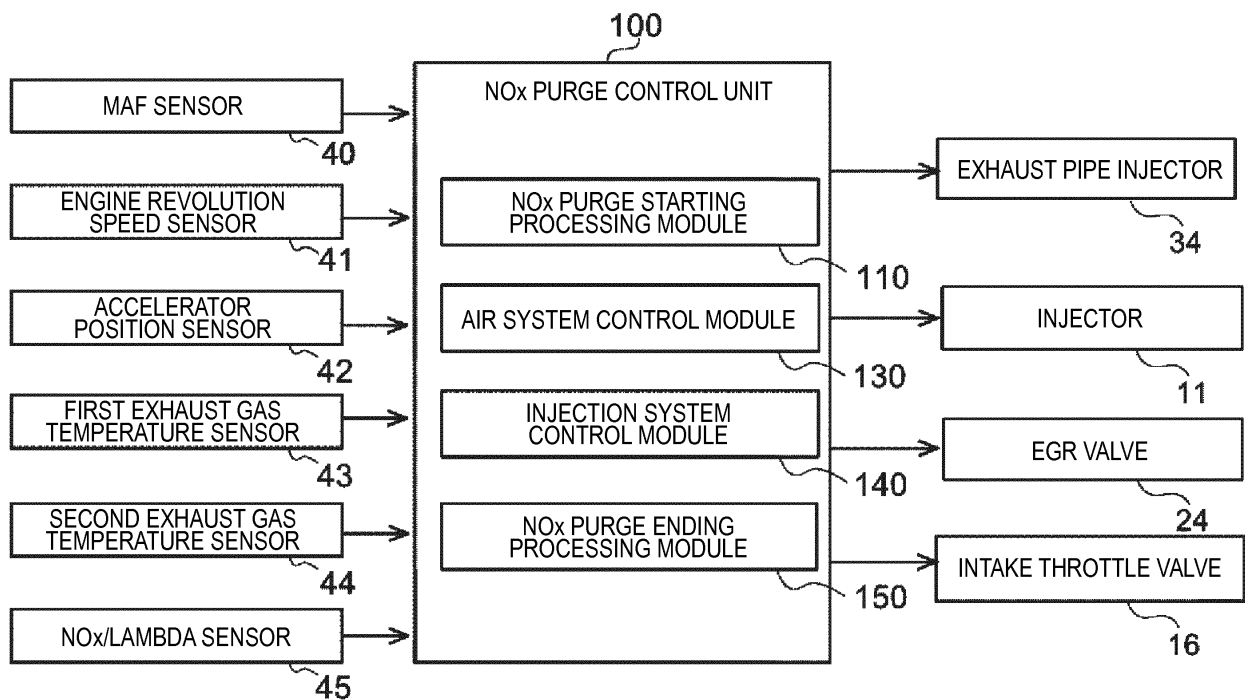 100
NOx PURGE CONTROL UNIT
MAF SENSOR
40
ENGINE REVOLUTION
SPEED SENSOR
41
ACCELERATOR
POSITION SENSOR
42
FIRST EXHAUST GAS
TEMPERATURE SENSOR
43
SECOND EXHAUST GAS
TEMPERATURE SENSOR
44
NOx/LAMBDA SENSOR
45
NOx PURGE STARTING
PROCESSING MODULE
110
AIR SYSTEM CONTROL MODULE
130
INJECTION SYSTEM
CONTROL MODULE
140
NOx PURGE ENDING
PROCESSING MODULE
150
EXHAUST PIPE INJECTOR
34
INJECTOR
11
EGR VALVE
24
INTAKE THROTTLE VALVE
16